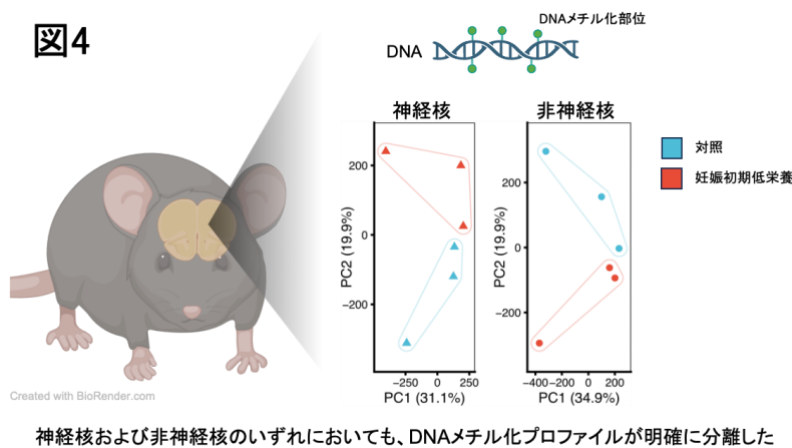 図4
DNAメチル化部位
DNA
神経核
非神経核
対照
妊娠初期低栄養
PC2 (19.9%)
200
0
−200
−250
0
250
PC1 (31.1%)
PC2 (19.9%)
200
0
−200
−400
−200
0
200
PC1 (34.9%)
Created with BioRender.com
神経核および非神経核のいずれにおいても、DNAメチル化プロファイルが明確に分離した